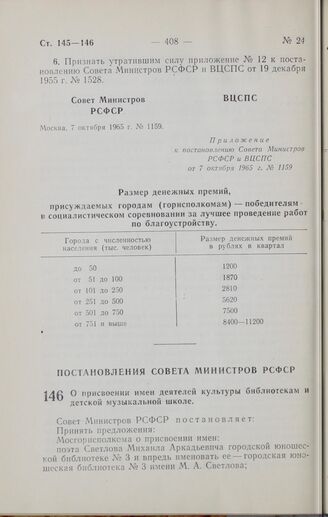 Ст. 145—146 — 408 — № 24
6. Признать утратившим силу приложение № 12 к поста-
новлению Совета Министров РСФСР и ВЦСПС от 19 декабря
1955 г. № 1528.
Совет Министров ВЦСПС
РСФСР
Москва, 7 октября 1965 г. № 1159.
Приложение
к постановлению Совета Министров
РСФСР и ВЦСПС
от 7 октября 1965 г. № 1159
Размер денежных премий,
присуждаемых городам (горисполкомам) — победителям
в социалистическом соревновании за лучшее проведение работ
по благоустройству.
Города с численностью Размер денежных премий
населения (тыс. человек) в рублях в квартал
до 50 1200
от 51 до 100 1870
от 101 до 250 2810
от 251 до 500 5620
от 501 до 750 7500
от 751 и выше 8400—11200
ПОСТАНОВЛЕНИЯ СОВЕТА МИНИСТРОВ РСФСР
146 О присвоении имен деятелей культуры библиотекам и
детской музыкальной школе.
Совет Министров РСФСР постановляет:
Принять предложения:
Мосгорисполкома о присвоении имен:
поэта Светлова Михаила Аркадьевича городской юношес-
кой библиотеке № 3 и впредь именовать ее — городская юно-
шеская библиотека № 3 имени М. А. Светлова;